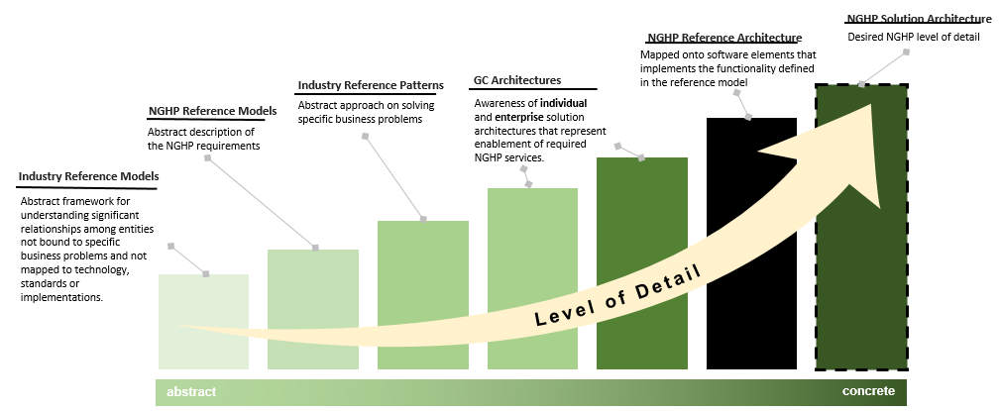 NGHP Solution Architecture
Desired NGHP level of detail
NGHP Reference Architecture
Mapped onto software elements that
implements the functionality defined
in the reference model
GC Architectures
Awareness of individual
and enterprise solution
architectures that represent
enablement of required
NGHP services.
Industry Reference Patterns
Abstract approach on solving
specific business problems
NGHP Reference Models
Abstract description of
the NGHP requirements
Industry Reference Models
Abstract framework for
understanding significant
relationships among entities
not bound to specific
business problems and not
mapped to technology,
standards or
implementations.
Level of Detail
abstract
concrete